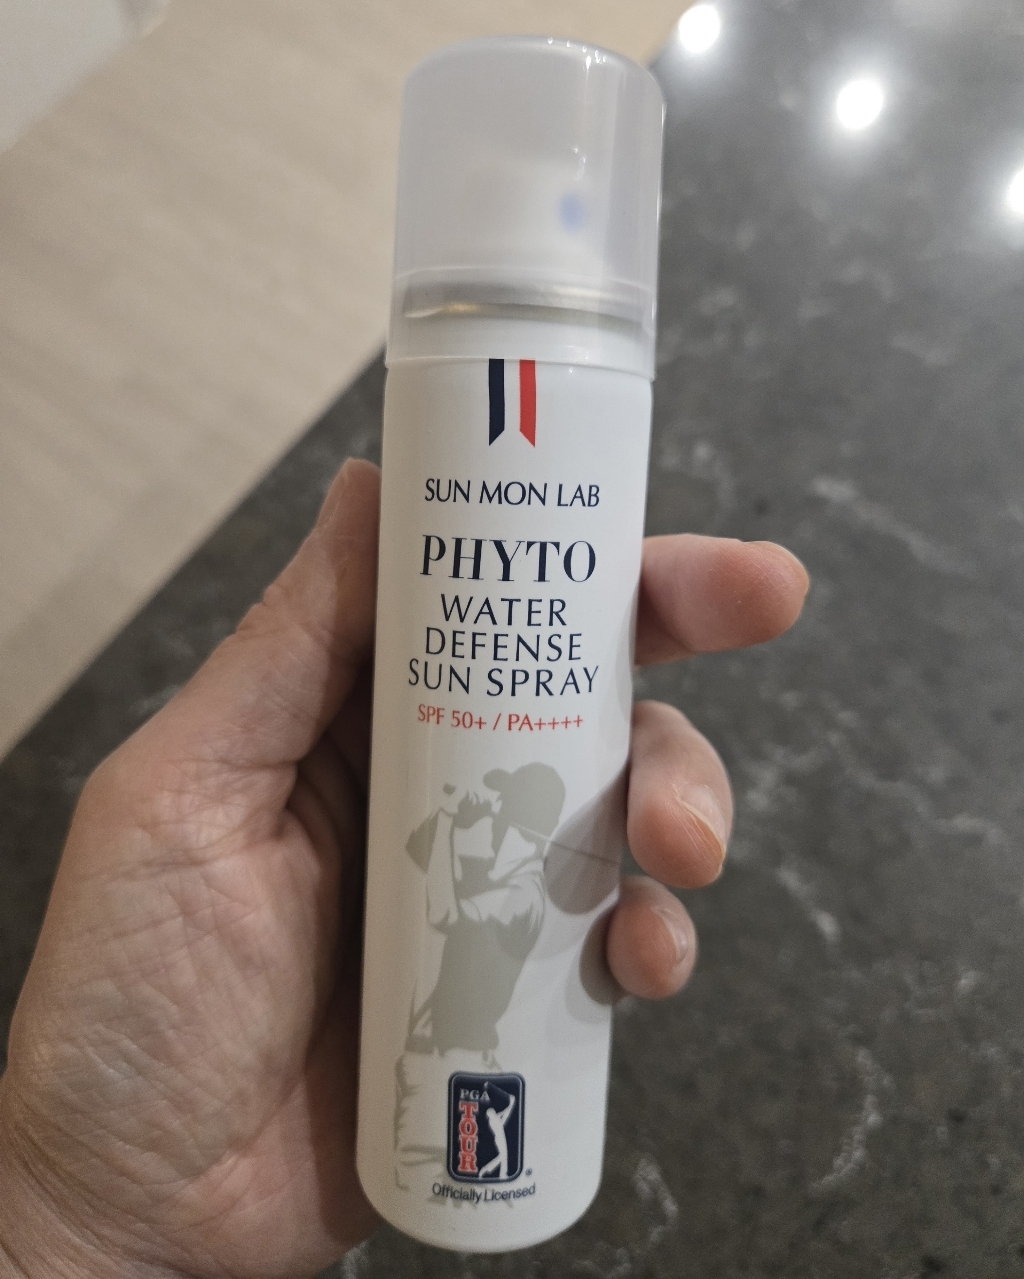 SUN MON LAB
PHYTO
WATER
DEFENSE
SUN SPRAY
SPF 50+ / PA++++
PGA
TOUR
®
Officially Licensed